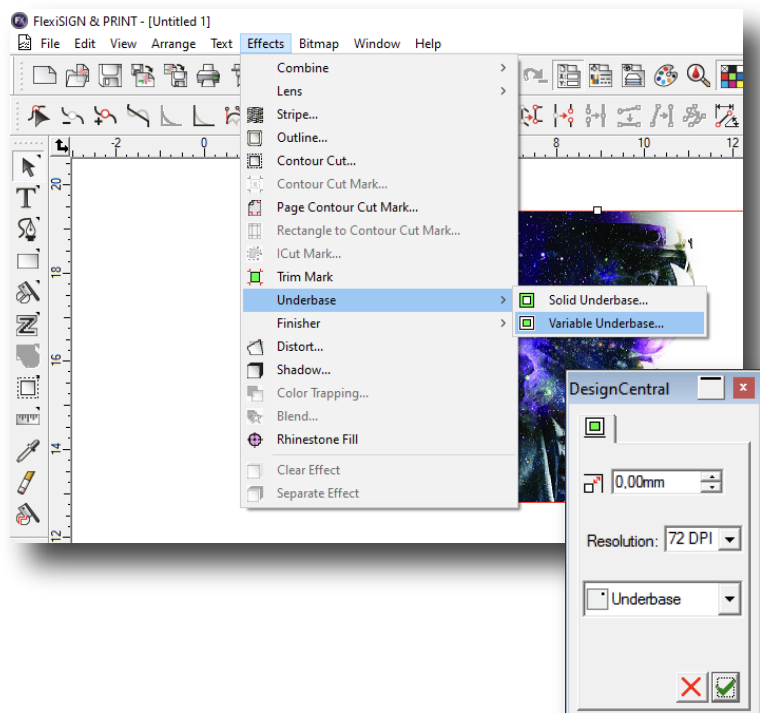 FlexiSIGN & PRINT - [Untitled 1]
File Edit View Arrange Text Effects Bitmap Window Help
Combine
Lens
Stripe...
Outline...
Contour Cut...
Contour Cut Mark...
Page Contour Cut Mark...
Rectangle to Contour Cut Mark...
ICut Mark...
Trim Mark
Underbase
Finisher
Distort...
Shadow...
Color Trapping...
Blend...
Rhinestone Fill
Clear Effect
Separate Effect
Solid Underbase...
Variable Underbase...
-2 0 8 10 12
20
18
16
14
12
DesignCentral
0,00mm
Resolution: 72 DPI
Underbase